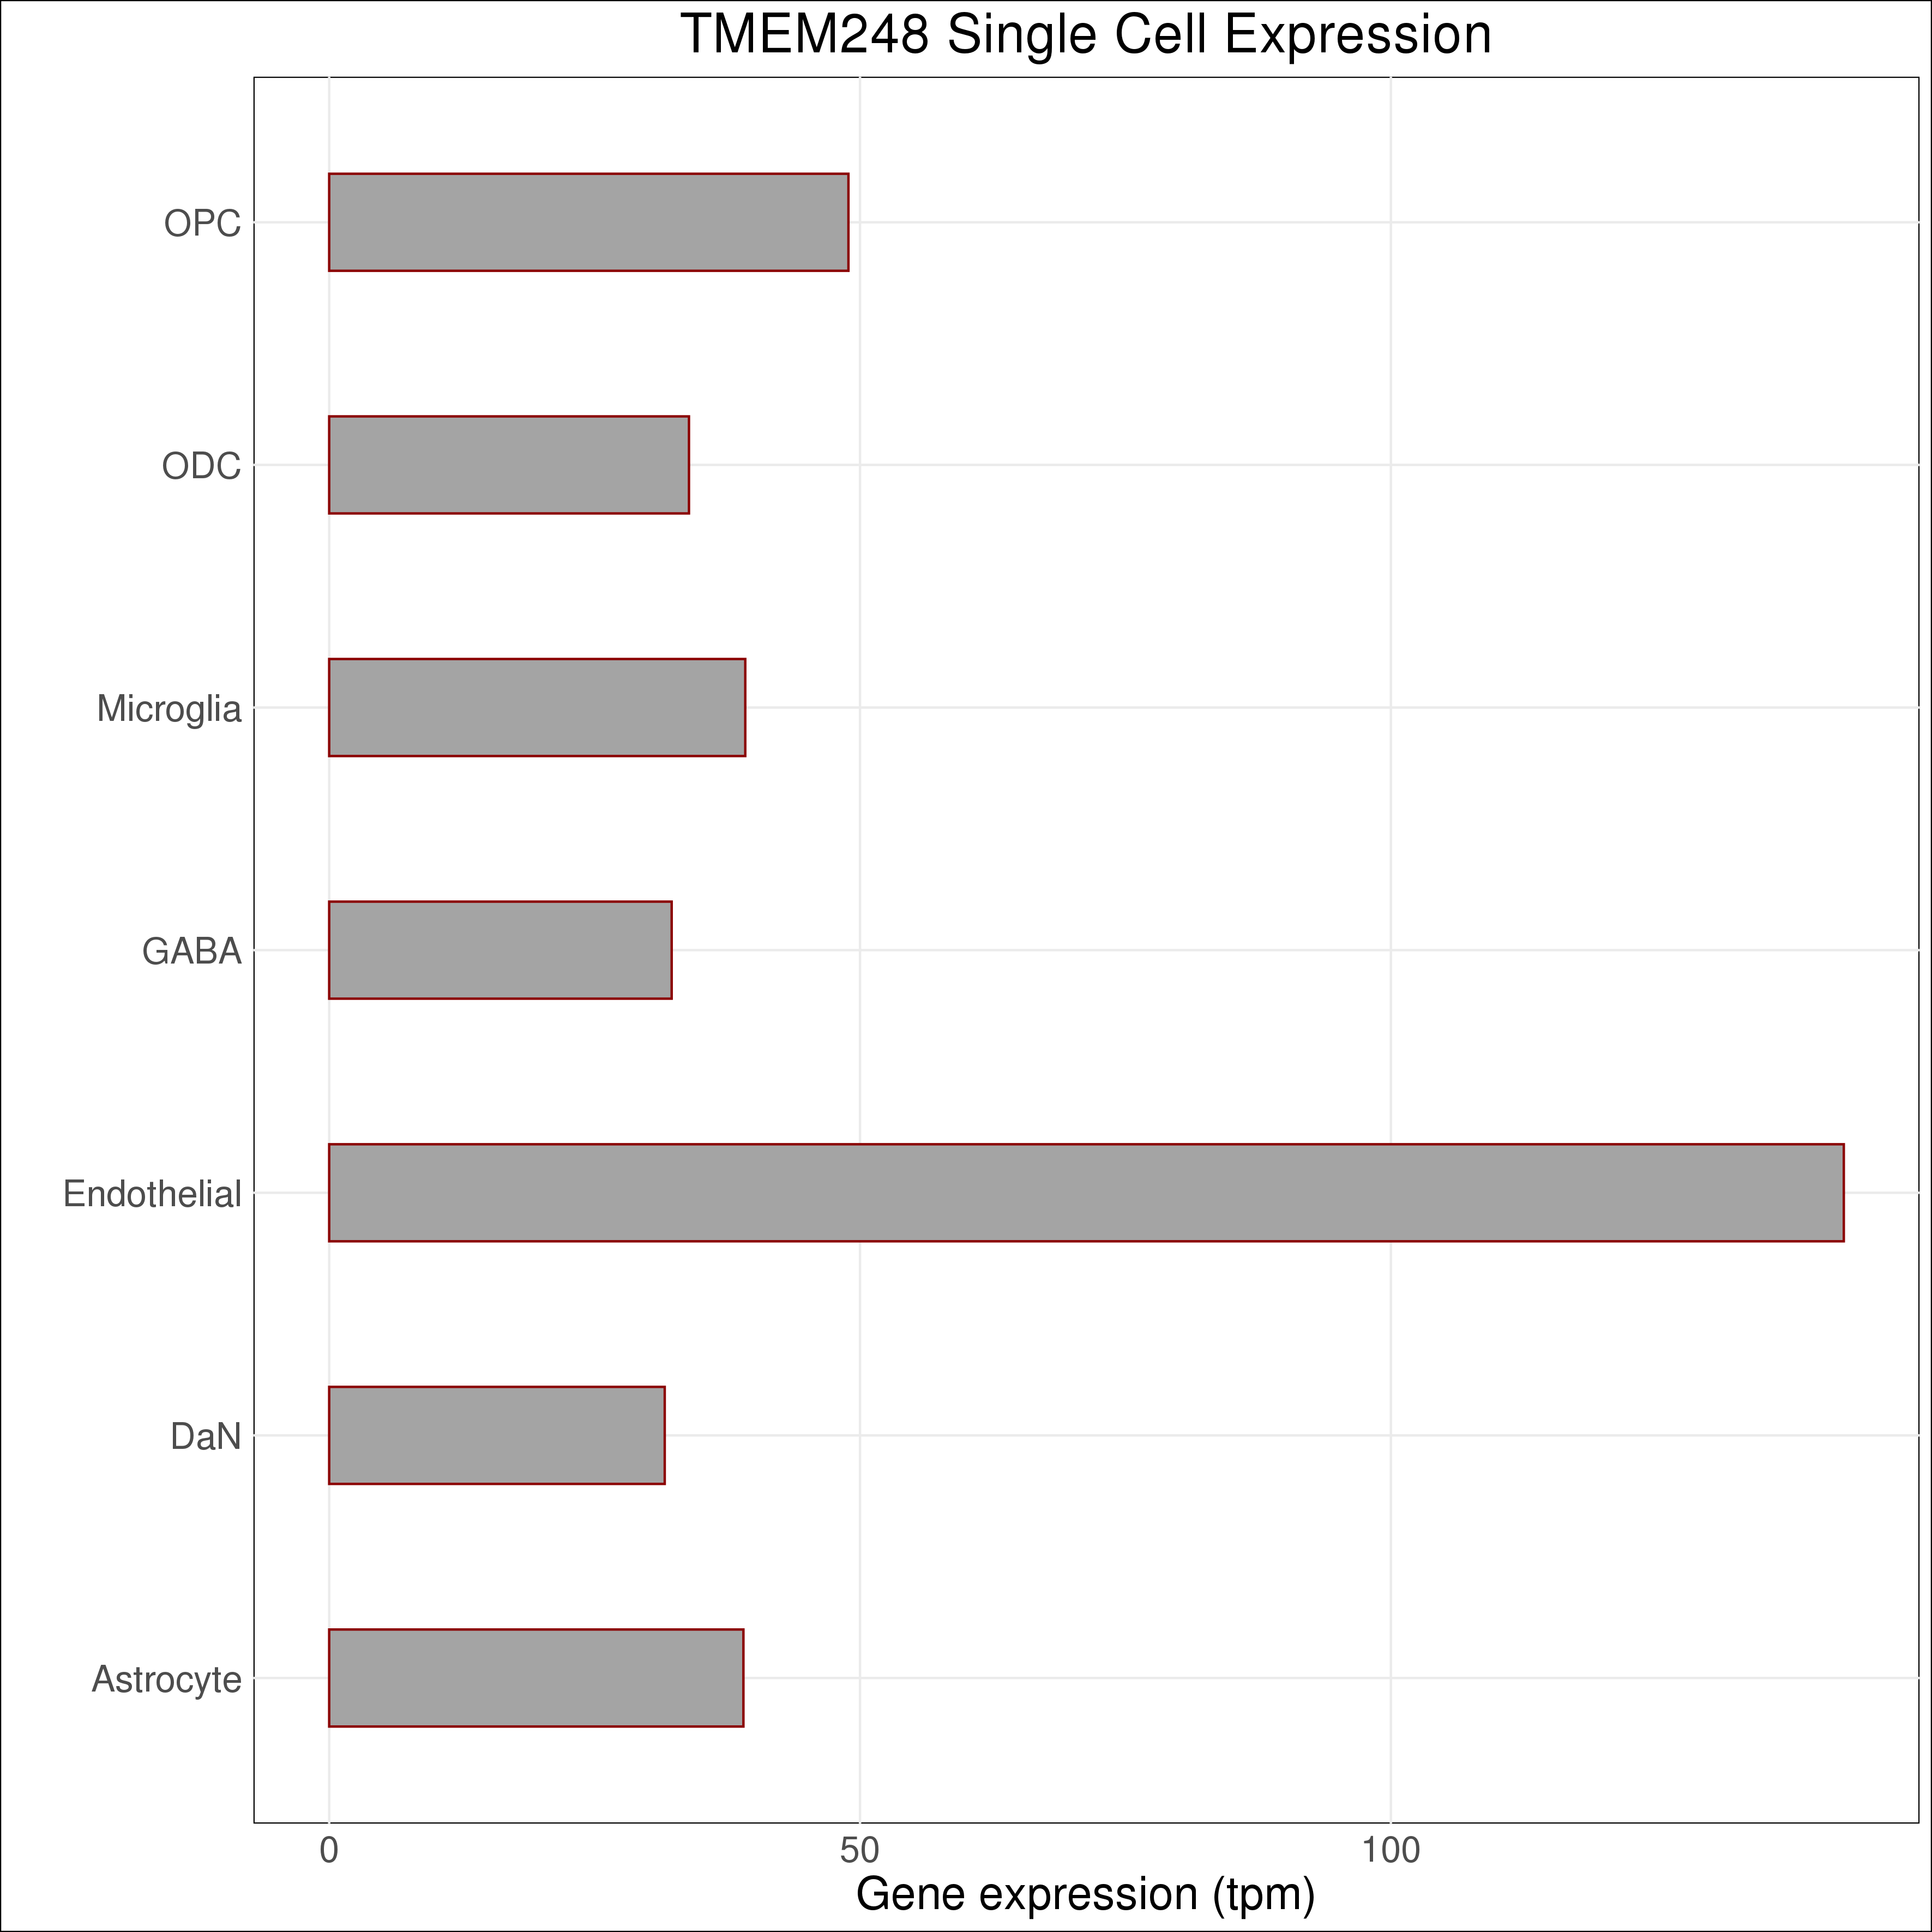 TMEM248 Single Cell Expression
OPC
ODC
Microglia
GABA
Endothelial
DaN
Astrocyte
0 50 100
Gene expression (tpm)